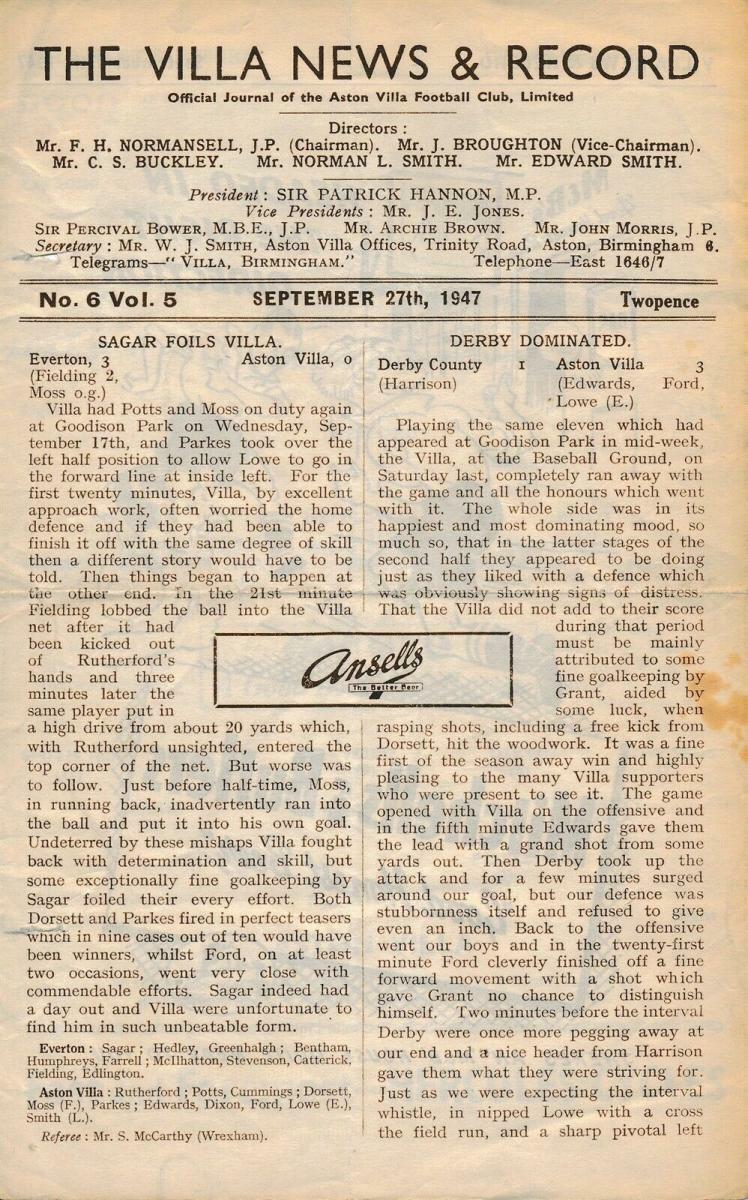 THE VILLA NEWS & RECORD
Official Journal of the Aston Villa Football Club, Limited
Directors :
Mr. F. H. NORMANSELL, J.P. (Chairman). Mr. J. BROUGHTON (Vice-Chairman).
Mr. C. S. BUCKLEY. Mr. NORMAN L. SMITH. Mr. EDWARD SMITH.
President : SIR PATRICK HANNON, M.P.
Vice Presidents : MR. J. E. JONES.
SIR PERCIVAL BOWER, M.B.E., J.P. MR. ARCHIE BROWN. MR. JOHN MORRIS, J.P.
Secretary : MR. W. J. SMITH, Aston Villa Offices, Trinity Road, Aston, Birmingham 6.
Telegrams—" VILLA, BIRMINGHAM." Telephone—East 1646/7
No. 6 Vol. 5 SEPTEMBER 27th, 1947 Twopence
SAGAR FOILS VILLA.
Everton, 3 Aston Villa, 0
(Fielding 2,
Moss o.g.)
Villa had Potts and Moss on duty again
at Goodison Park on Wednesday, Sep-
tember 17th, and Parkes took over the
left half position to allow Lowe to go in
the forward line at inside left. For the
first twenty minutes, Villa, by excellent
approach work, often worried the home
defence and if they had been able to
finish it off with the same degree of skill
then a different story would have to be
told. Then things began to happen at
the other end. In the 21st minute
Fielding lobbed the ball into the Villa
net after it had
been kicked out
of Rutherford's
hands and three
minutes later the
same player put in
a high drive from about 20 yards which,
with Rutherford unsighted, entered the
top corner of the net. But worse was
to follow. Just before half-time, Moss,
in running back, inadvertently ran into
the ball and put it into his own goal.
Undeterred by these mishaps Villa fought
back with determination and skill, but
some exceptionally fine goalkeeping by
Sagar foiled their every effort. Both
Dorsett and Parkes fired in perfect teasers
which in nine cases out of ten would have
been winners, whilst Ford, on at least
two occasions, went very close with
commendable efforts. Sagar indeed had
a day out and Villa were unfortunate to
find him in such unbeatable form.
Everton : Sagar ; Hedley, Greenhalgh ; Bentham,
Humphreys, Farrell ; McIlhatton, Stevenson, Catterick,
Fielding, Edlington.
Aston Villa : Rutherford ; Potts, Cummings ; Dorsett,
Moss (F.), Parkes ; Edwards, Dixon, Ford, Lowe (E.),
Smith (L.).
Referee : Mr. S. McCarthy (Wrexham).
Ansells
The Better Beer
DERBY DOMINATED.
Derby County 1 Aston Villa 3
(Harrison) (Edwards, Ford,
Lowe (E.)
Playing the same eleven which had
appeared at Goodison Park in mid-week,
the Villa, at the Baseball Ground, on
Saturday last, completely ran away with
the game and all the honours which went
with it. The whole side was in its
happiest and most dominating mood, so
much so, that in the latter stages of the
second half they appeared to be doing
just as they liked with a defence which
was obviously showing signs of distress.
That the Villa did not add to their score
during that period
must be mainly
attributed to some
fine goalkeeping by
Grant, aided by
some luck, when
rasping shots, including a free kick from
Dorsett, hit the woodwork. It was a fine
first of the season away win and highly
pleasing to the many Villa supporters
who were present to see it. The game
opened with Villa on the offensive and
in the fifth minute Edwards gave them
the lead with a grand shot from some
yards out. Then Derby took up the
attack and for a few minutes surged
around our goal, but our defence was
stubbornness itself and refused to give
even an inch. Back to the offensive
went our boys and in the twenty-first
minute Ford cleverly finished off a fine
forward movement with a shot which
gave Grant no chance to distinguish
himself. Two minutes before the interval
Derby were once more pegging away at
our end and a nice header from Harrison
gave them what they were striving for.
Just as we were expecting the interval
whistle, in nipped Lowe with a cross
the field run, and a sharp pivotal left